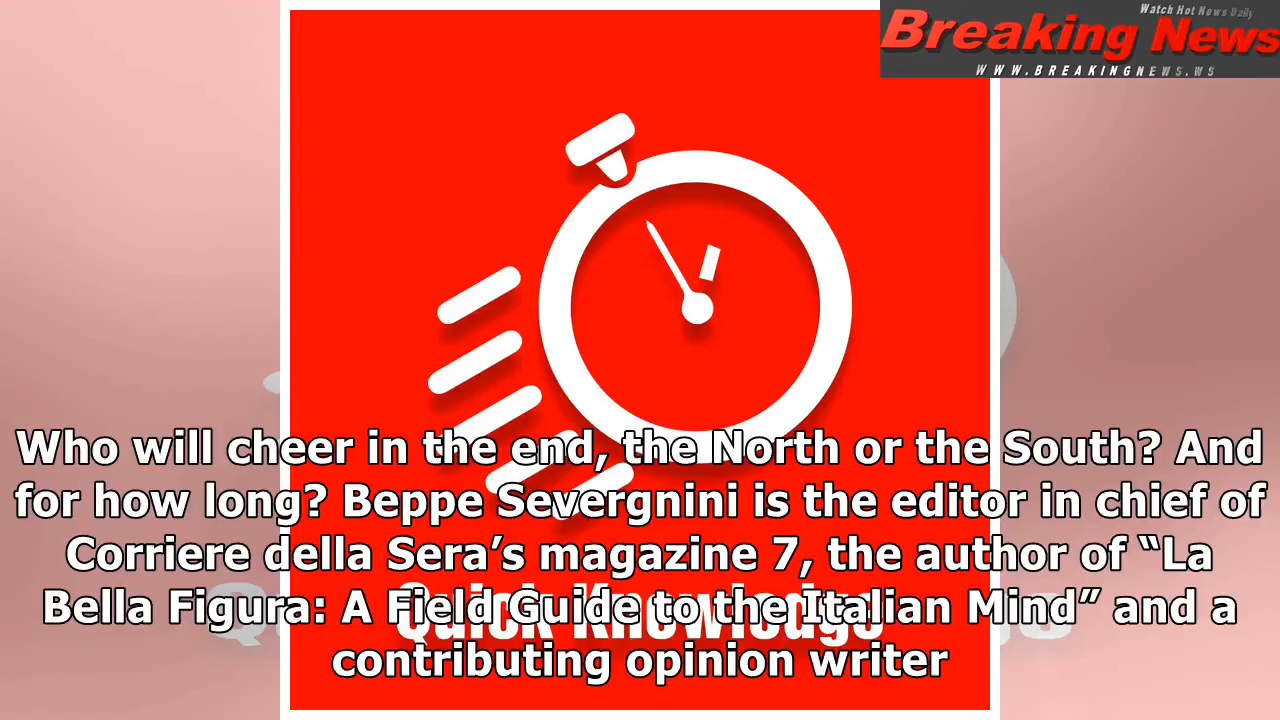 Watch Hot News Daily
Breaking News
WWW.BREAKINGNEWS.WS
Who will cheer in the end, the North or the South? And
for how long? Beppe Severgnini is the editor in chief of
Corriere della Sera’s magazine 7, the author of “La
Bella Figura: A Field Guide to the Italian Mind” and a
contributing opinion writer
Quick Knowledge